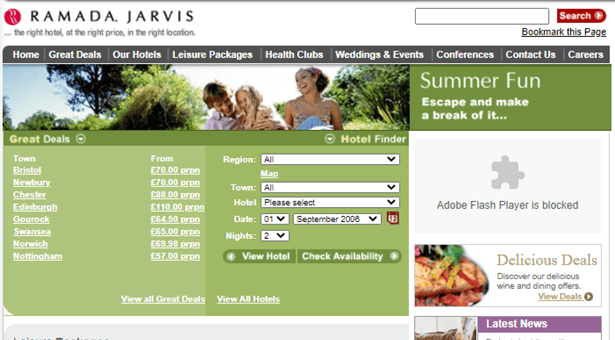 RAMADA. JARVIS
... the right hotel, at the right price, in the right location.
Search
Bookmark this Page
Home Great Deals Our Hotels Leisure Packages Health Clubs Weddings & Events Conferences Contact Us Careers
Summer Fun
Escape and make
a break of it...
Great Deals
Hotel Finder
Town From
Bristol £70.00 prpn
Newbury £70.00 prpn
Chester £88.00 prpn
Edinburgh £110.00 prpn
Gourock £64.50 prpn
Swansea £65.00 prpn
Norwich £69.98 prpn
Nottingham £57.00 prpn
View all Great Deals
Region: All
Map
Town: All
Hotel Please select
Date: 01 September 2006
Nights: 2
View Hotel Check Availability
View All Hotels
Adobe Flash Player is blocked
Delicious Deals
Discover our delicious
wine and dining offers.
View Deals
Latest News